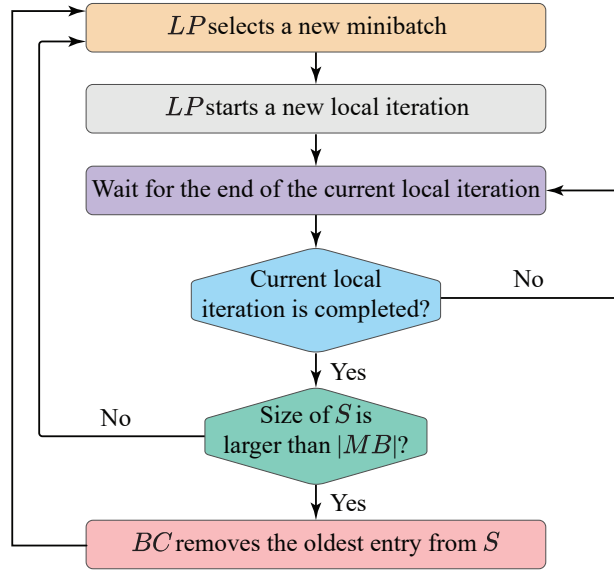 LP selects a new minibatch
LP starts a new local iteration
Wait for the end of the current local iteration
Current local
iteration is completed?
No
Yes
Size of S is
larger than |MB|?
No
Yes
BC removes the oldest entry from S